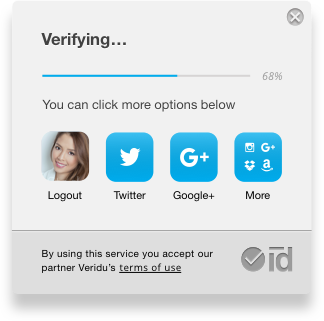 Verifying...
68%
You can click more options below
Logout
Twitter
Google+
More
By using this service you accept our
partner Veridu's terms of use
id